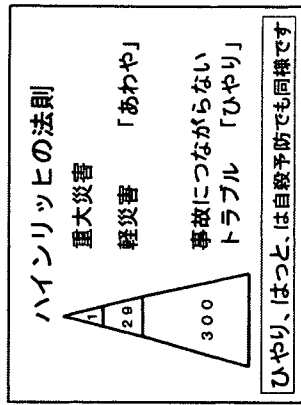 ハインリッヒの法則
1
重大災害
29
軽災害 「あわや」
300
事故につながらない
トラブル 「ひやり」
ひやり、はっと、は自殺予防でも同様です